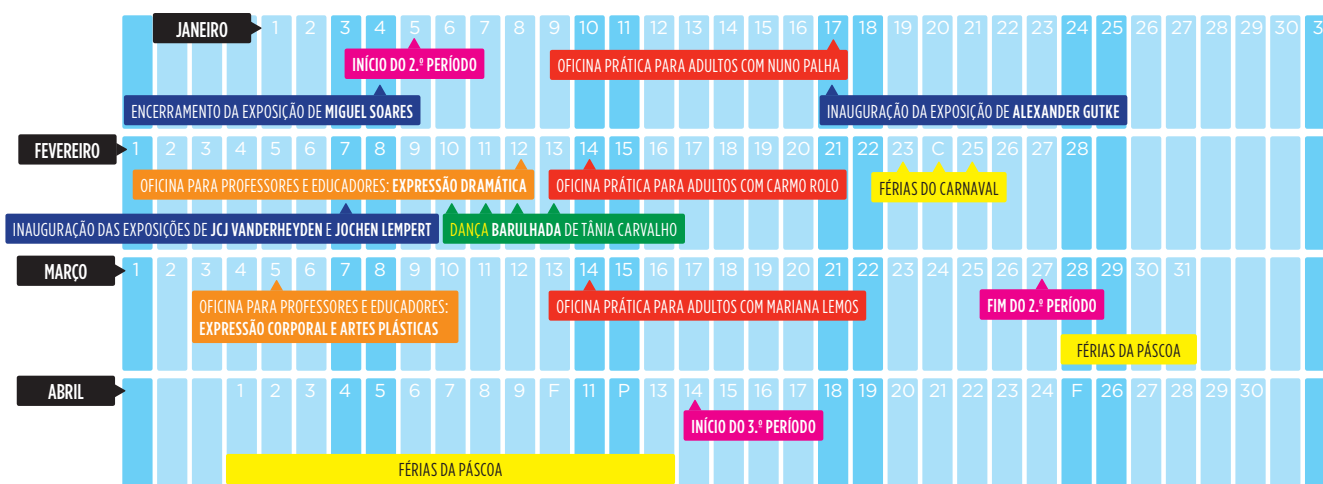 JANEIRO 1 2 3 4 5 6 7 8 9 10 11 12 13 14 15 16 17 18 19 20 21 22 23 24 25 26 27 28 29 30 3
INÍCIO DO 2.º PERÍODO
OFICINA PRÁTICA PARA ADULTOS COM NUNO PALHA
ENCERRAMENTO DA EXPOSIÇÃO DE MIGUEL SOARES
INAUGURAÇÃO DA EXPOSIÇÃO DE ALEXANDER GUTKE
FEVEREIRO 1 2 3 4 5 6 7 8 9 10 11 12 13 14 15 16 17 18 19 20 21 22 23 C 25 26 27 28
OFICINA PARA PROFESSORES E EDUCADORES: EXPRESSÃO DRAMÁTICA
OFICINA PRÁTICA PARA ADULTOS COM CARMO ROLO
FÉRIAS DO CARNAVAL
INAUGURAÇÃO DAS EXPOSIÇÕES DE JCJ VANDERHEYDEN E JOCHEN LEMPERT
DANÇA BARULHADA DE TÂNIA CARVALHO
MARÇO 1 2 3 4 5 6 7 8 9 10 11 12 13 14 15 16 17 18 19 20 21 22 23 24 25 26 27 28 29 30 31
OFICINA PARA PROFESSORES E EDUCADORES:
EXPRESSÃO CORPORAL E ARTES PLÁSTICAS
OFICINA PRÁTICA PARA ADULTOS COM MARIANA LEMOS
FIM DO 2.º PERÍODO
FÉRIAS DA PÁSCOA
ABRIL 1 2 3 4 5 6 7 8 9 F 11 P 13 14 15 16 17 18 19 20 21 22 23 24 F 26 27 28 29 30
INÍCIO DO 3.º PERÍODO
FÉRIAS DA PÁSCOA